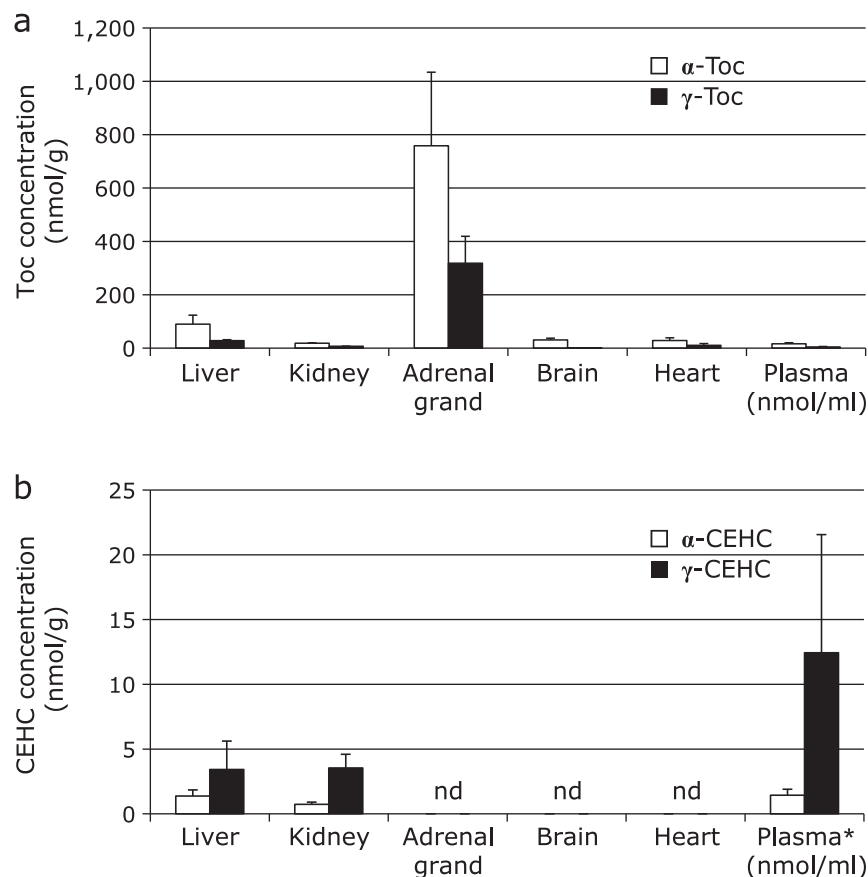 a
Toc concentration
(nmol/g)
1,200
1,000
800
600
400
200
0
α-Toc
γ-Toc
Liver Kidney Adrenal grand Brain Heart Plasma (nmol/ml)
b
CEHC concentration
(nmol/g)
25
20
15
10
5
0
α-CEHC
γ-CEHC
nd nd nd
Liver Kidney Adrenal grand Brain Heart Plasma* (nmol/ml)